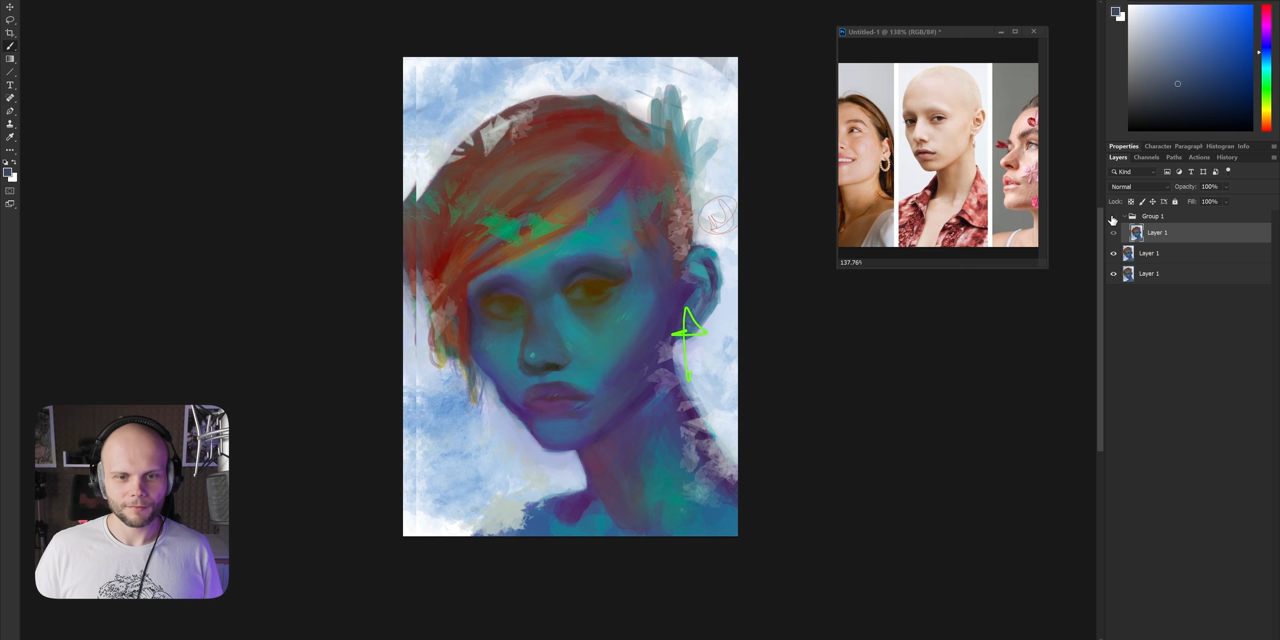 Untitled-1 @ 138% (RGB/8#) *
137.76%
Properties Character Paragraph Histogram Info
Layers Channels Paths Actions History
Kind
Normal Opacity: 100%
Lock: Fill: 100%
Group 1
Layer 1
Layer 1
Layer 1